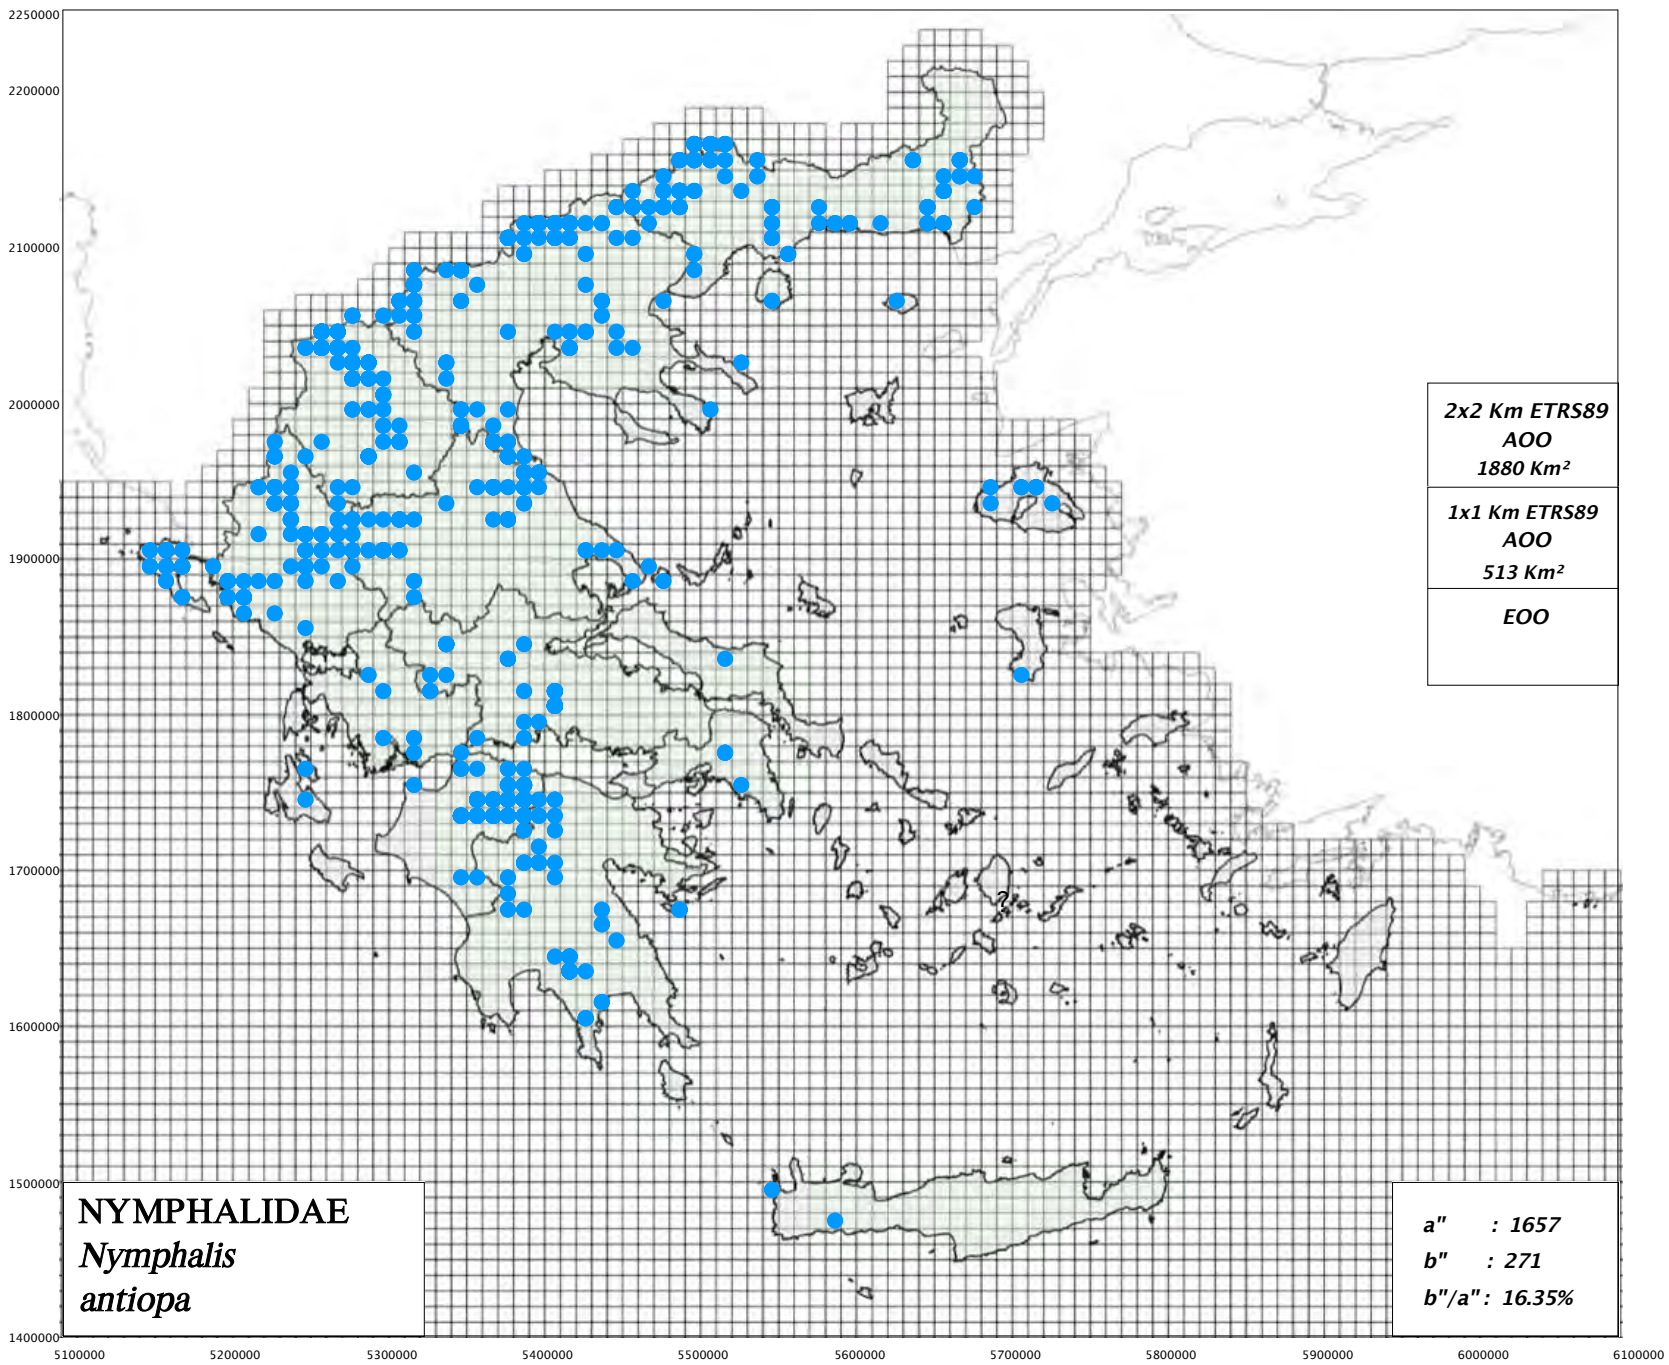 2250000
2200000
2100000
2000000
1900000
1800000
1700000
1600000
1500000
1400000
2x2 Km ETRS89
AOO
1880 Km²
1x1 Km ETRS89
AOO
513 Km²
EOO
?
NYMPHALIDAE
Nymphalis
antiopa
a" : 1657
b" : 271
b"/a" : 16.35%
5100000 5200000 5300000 5400000 5500000 5600000 5700000 5800000 5900000 6000000 6100000